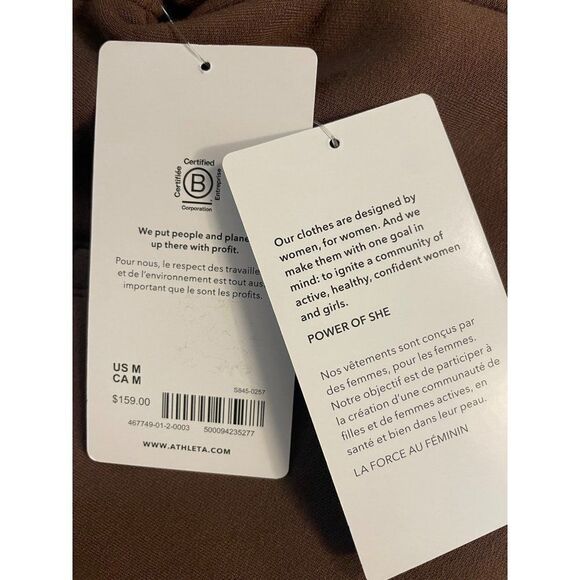 Certified
Certifiée
B
Entreprise
Corporation
We put people and
up there with profit.
Pour nous, le respect des
et de l'environnement est tout
important que le sont les profits.
US M
CA M
$159.00
S845-0257
467749-01-2-0003 500094235277
WWW.ATHLETA.COM
Our clothes are designed by
women, for women. And we
make them with one goal in
mind: to ignite a community of
active, healthy, confident women
and girls.
POWER OF SHE
Nos vêtements sont conçus par
des femmes, pour les femmes.
Notre objectif est de participer à
la création d'une communauté de
filles et de femmes actives, en
santé et bien dans leur peau.
LA FORCE AU FÉMININ